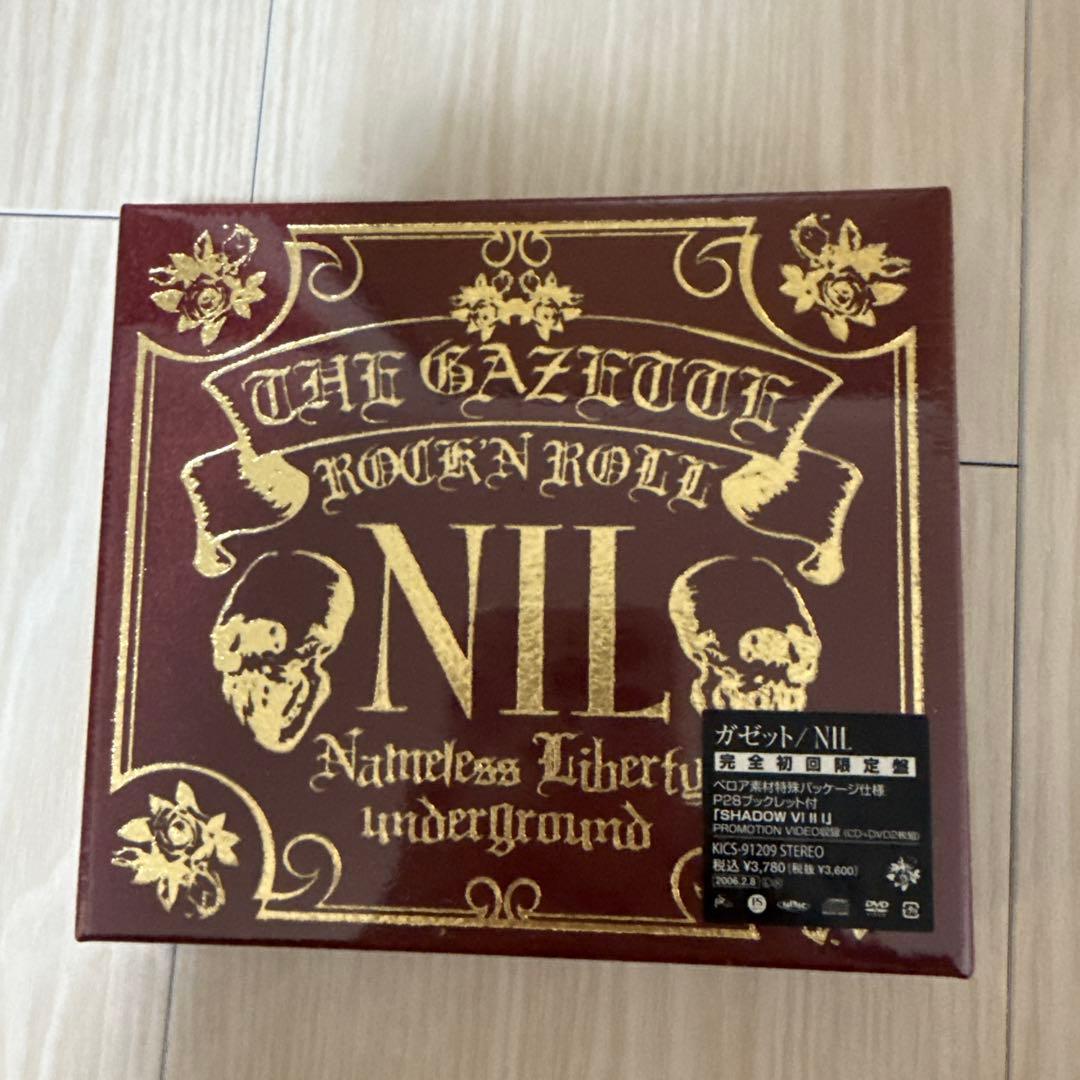 THE GAZETTE
ROCK'N ROLL
NIL
Nameless Liberty
underground
ガゼット/NIL
完全初回限定盤
ベロア素材特殊パッケージ仕様
P28ブックレット付
「SHADOW VI II I」
PROMOTION VIDEO収録 (CD+DVD2枚組)
KICS-91209 STEREO
税込 ¥3,780 (税抜 ¥3,600)
2006.2.8
PS
DVD